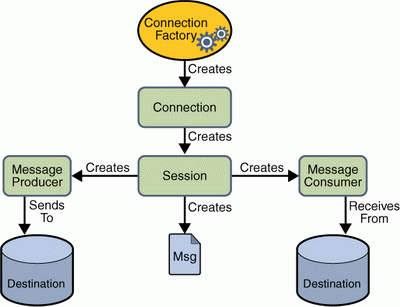 Connection
Factory
Creates
Connection
Creates
Message
Producer
Creates
Session
Creates
Message
Consumer
Sends
To
Creates
Receives
From
Msg
Destination
Destination